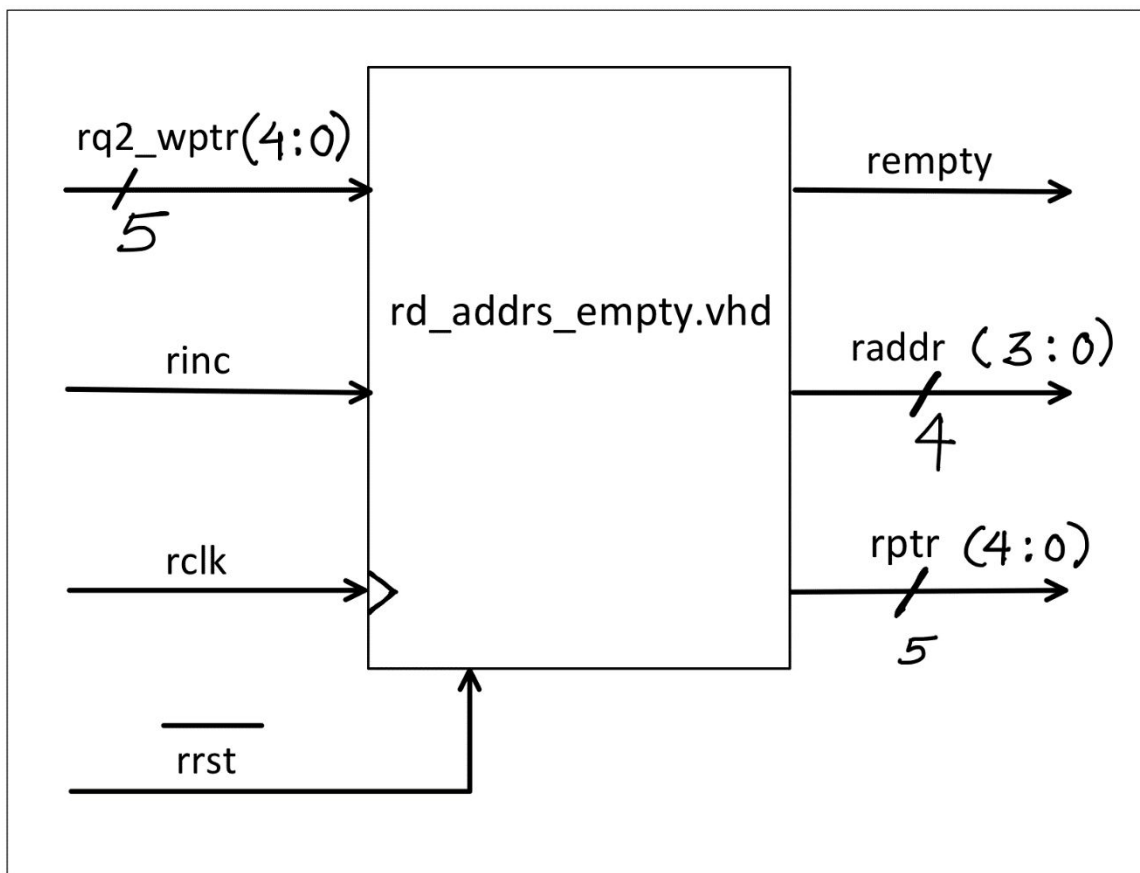 rq2_wptr(4:0)
5
rinc
rclk
rrst
rd_addrs_empty.vhd
rempty
raddr (3:0)
4
rptr (4:0)
5